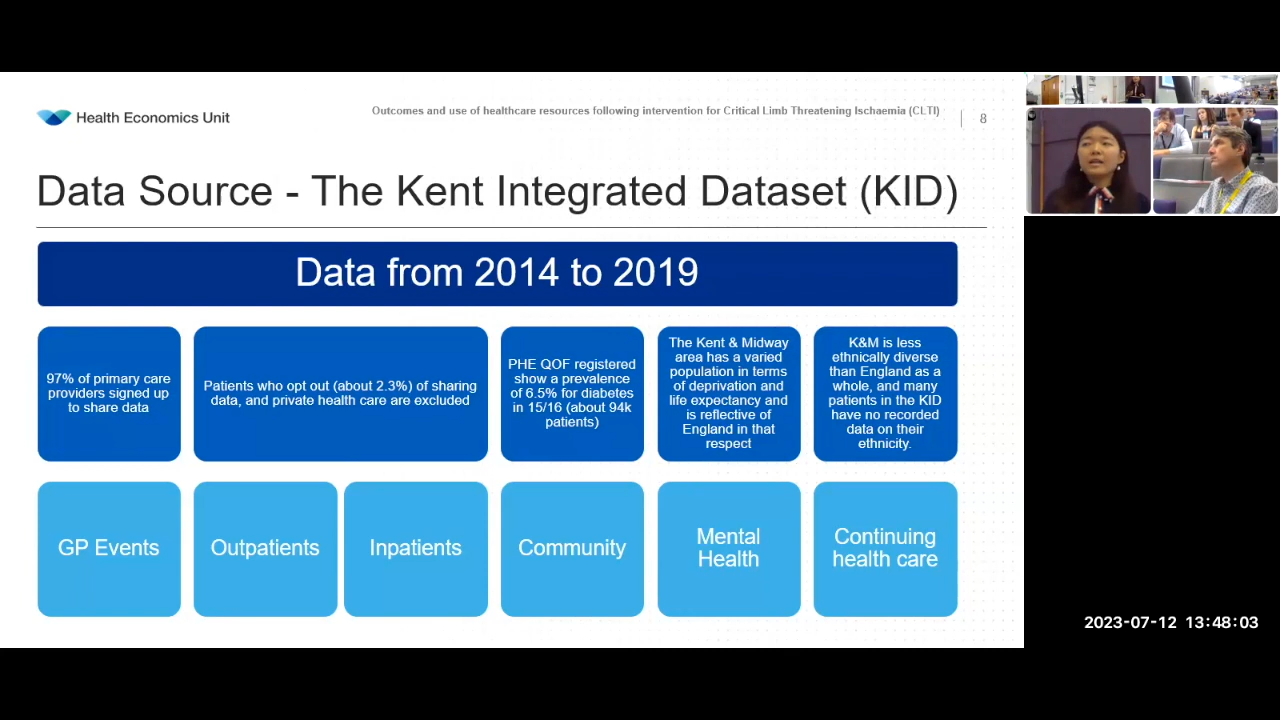 Health Economics Unit
Outcomes and use of healthcare resources following intervention for Critical Limb Threatening Ischaemia (CLTI)
8
Data Source - The Kent Integrated Dataset (KID)
Data from 2014 to 2019
97% of primary care
providers signed up
to share data
Patients who opt out (about 2.3%) of sharing
data, and private health care are excluded
PHE QOF registered
show a prevalence
of 6.5% for diabetes
in 15/16 (about 94k
patients)
The Kent & Midway
area has a varied
population in terms
of deprivation and
life expectancy and
is reflective of
England in that
respect
K&M is less
ethnically diverse
than England as a
whole, and many
patients in the KID
have no recorded
data on their
ethnicity.
GP Events
Outpatients
Inpatients
Community
Mental
Health
Continuing
health care
2023-07-12 13:48:03